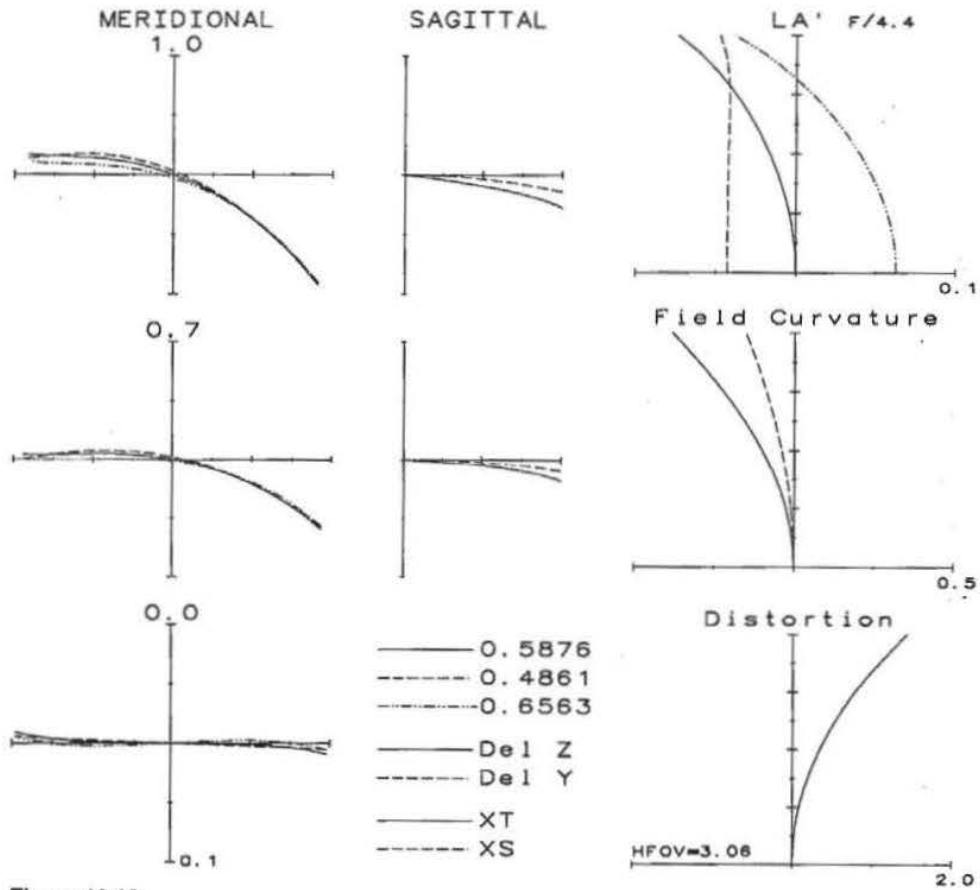 MERIDIONAL
1.0
SAGITTAL
LA' F/4.4
0.1
0.7
Field Curvature
0.5
0.0
Distortion
0.5876
0.4861
0.6563
Del Z
Del Y
XT
XS
0.1
HFOV=3.06
2.0